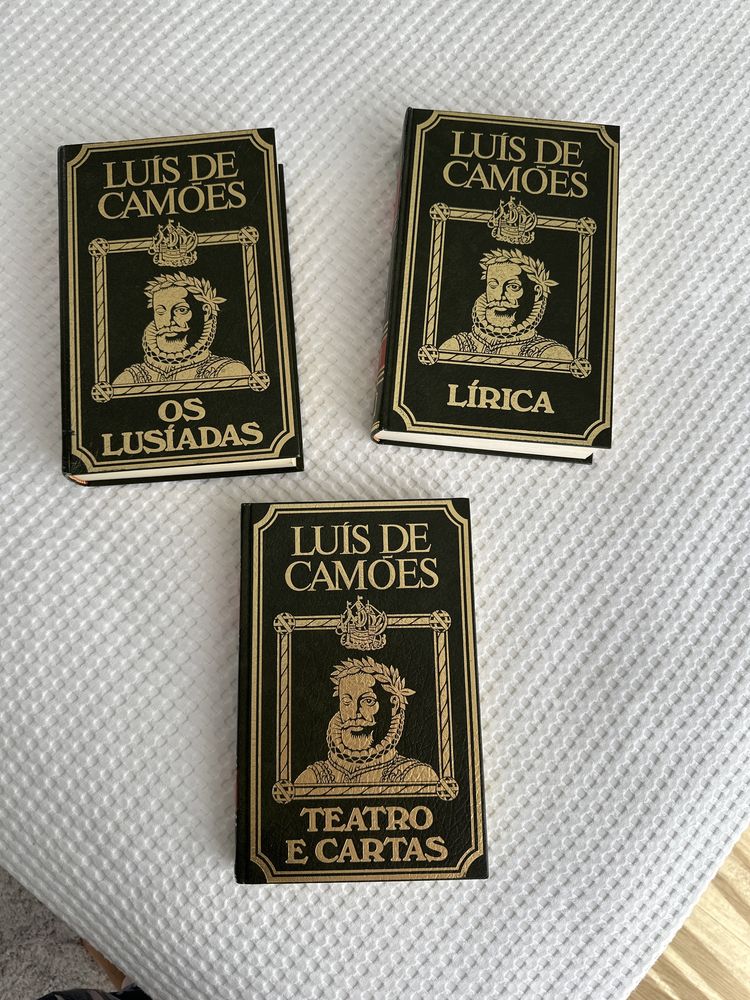 LUÍS DE
CAMÕES
OS
LUSÍADAS
LUÍS DE
CAMÕES
LÍRICA
LUÍS DE
CAMÕES
TEATRO
E CARTAS